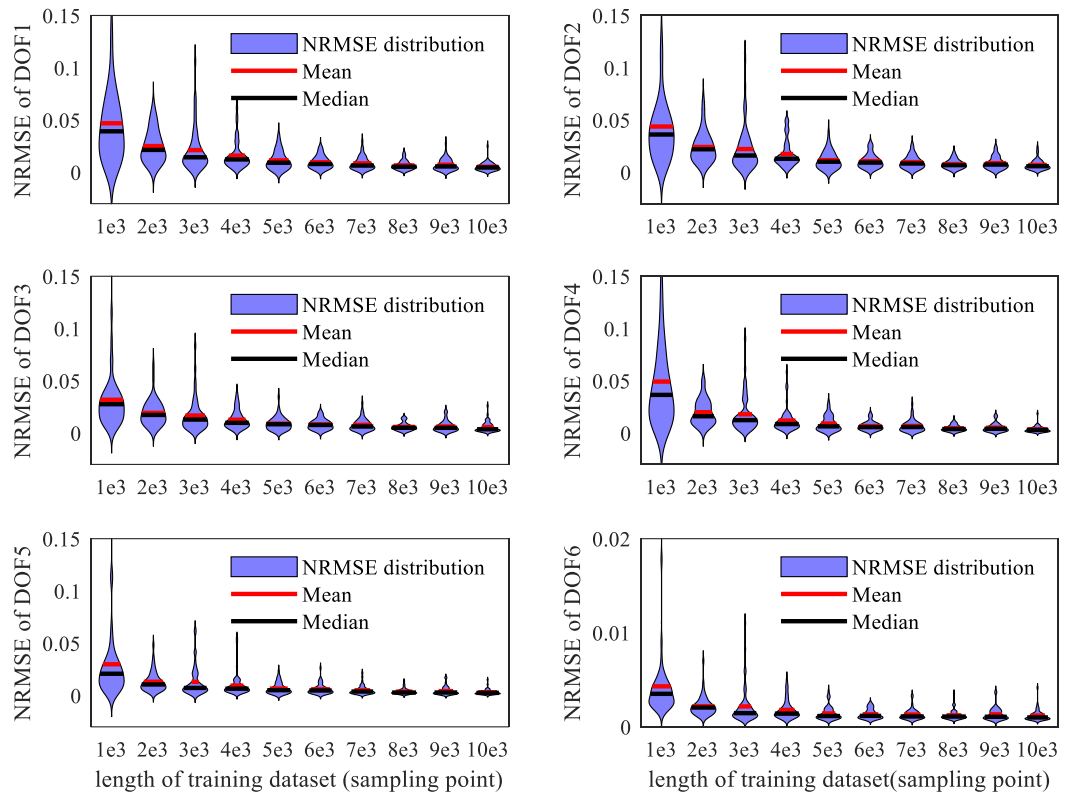 NRMSE of DOF1
0.15
0.1
0.05
0
NRMSE distribution
Mean
Median
1e3 2e3 3e3 4e3 5e3 6e3 7e3 8e3 9e3 10e3
NRMSE of DOF2
0.15
0.1
0.05
0
NRMSE distribution
Mean
Median
1e3 2e3 3e3 4e3 5e3 6e3 7e3 8e3 9e3 10e3
NRMSE of DOF3
0.15
0.1
0.05
0
NRMSE distribution
Mean
Median
1e3 2e3 3e3 4e3 5e3 6e3 7e3 8e3 9e3 10e3
NRMSE of DOF4
0.15
0.1
0.05
0
NRMSE distribution
Mean
Median
1e3 2e3 3e3 4e3 5e3 6e3 7e3 8e3 9e3 10e3
NRMSE of DOF5
0.15
0.1
0.05
0
NRMSE distribution
Mean
Median
1e3 2e3 3e3 4e3 5e3 6e3 7e3 8e3 9e3 10e3
length of training dataset (sampling point)
NRMSE of DOF6
0.02
0.01
0
NRMSE distribution
Mean
Median
1e3 2e3 3e3 4e3 5e3 6e3 7e3 8e3 9e3 10e3
length of training dataset(sampling point)